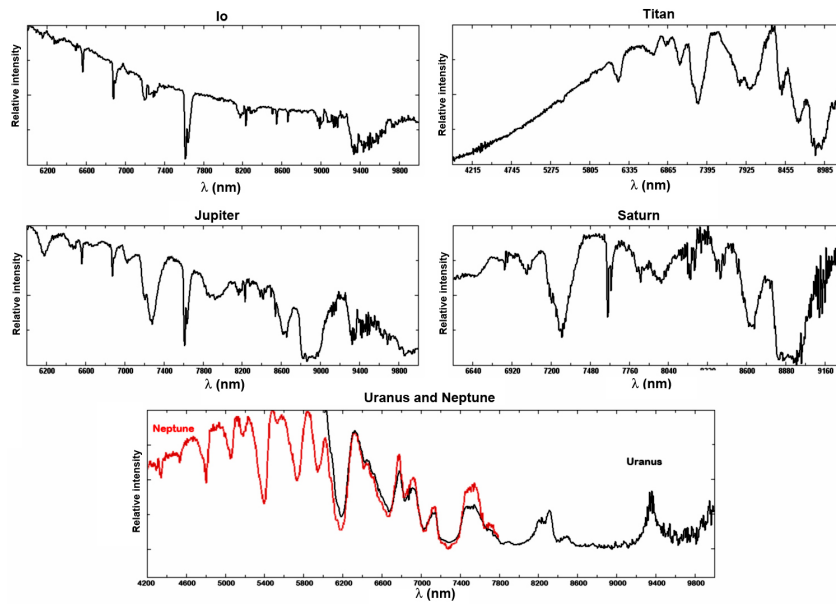 Io
Relative intensity
6200 6600 7000 7400 7800 8200 8600 9000 9400 9800
λ (nm)
Titan
Relative intensity
4215 4745 5275 5805 6335 6865 7395 7925 8455 8985
λ (nm)
Jupiter
Relative intensity
6200 6600 7000 7400 7800 8200 8600 9000 9400 9800
λ (nm)
Saturn
Relative intensity
6640 6920 7200 7480 7760 8040 8600 8880 9160
λ (nm)
Uranus and Neptune
Neptune
Uranus
Relative intensity
4200 4600 5000 5400 5800 6200 6600 7000 7400 7800 8200 8600 9000 9400 9800
λ (nm)